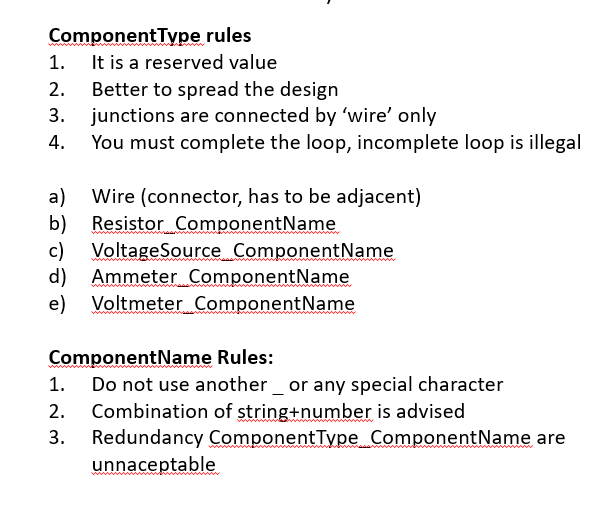 ComponentType rules
1. It is a reserved value
2. Better to spread the design
3. junctions are connected by ‘wire’ only
4. You must complete the loop, incomplete loop is illegal
a) Wire (connector, has to be adjacent)
b) Resistor_ComponentName
c) VoltageSource_ComponentName
d) Ammeter_ComponentName
e) Voltmeter_ComponentName
ComponentName Rules:
1. Do not use another _ or any special character
2. Combination of string+number is advised
3. Redundancy ComponentType_ComponentName are
unnaceptable